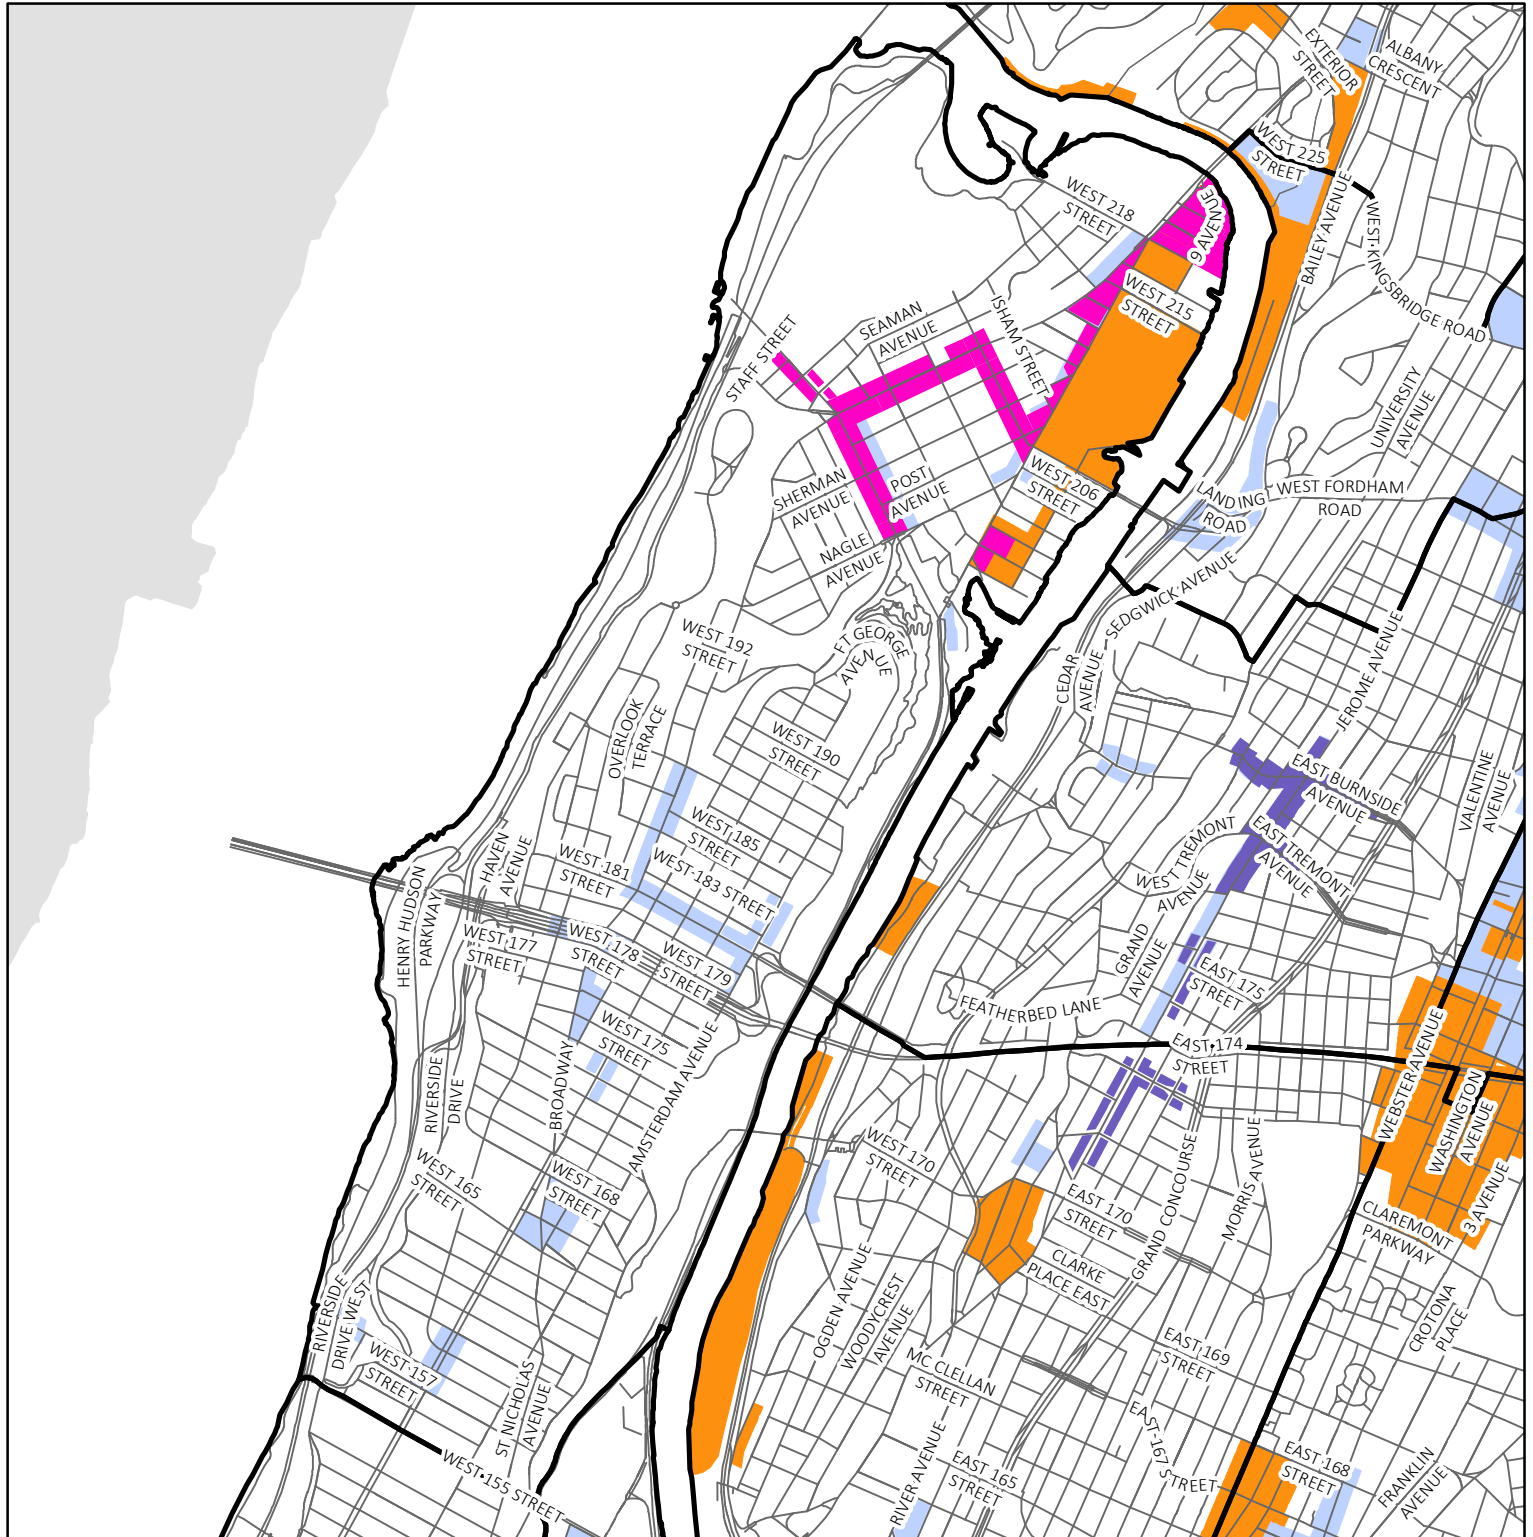 EXTERIOR
STREET
ALBANY
CRESCENT
WEST 225
STREET
WEST 218
STREET
9 AVENUE
BAILEY AVENUE
WEST KINGSBRIDGE ROAD
WEST 215
STREET
ISHAM STREET
SEAMAN
AVENUE
STAFF STREET
UNIVERSITY
AVENUE
SHERMAN
AVENUE
POST
AVENUE
WEST 206
STREET
LANDING
ROAD
WEST FORDHAM
ROAD
NAGLE
AVENUE
SEDGWICK AVENUE
WEST 192
STREET
FT GEORGE
AVENUE
CEDAR
AVENUE
JEROME AVENUE
OVERLOOK
TERRACE
WEST 190
STREET
EAST BURNSIDE
AVENUE
VALENTINE
AVENUE
WEST 185
STREET
WEST TREMONT
AVENUE
EAST TREMONT
AVENUE
HAVEN
AVENUE
WEST 181
STREET
WEST 183 STREET
HENRY HUDSON
PARKWAY
WEST 177
STREET
WEST 178
STREET
WEST 179
STREET
GRAND
AVENUE
EAST 175
STREET
FEATHERBED LANE
WEST 175
STREET
EAST 174
STREET
WEBSTER AVENUE
WASHINGTON
AVENUE
RIVERSIDE
DRIVE
BROADWAY
AMSTERDAM AVENUE
WEST 170
STREET
WEST 165
STREET
WEST 168
STREET
EAST 170
STREET
GRAND CONCOURSE
MORRIS AVENUE
3 AVENUE
CLAREMONT
PARKWAY
CLARKE
PLACE EAST
OGDEN AVENUE
WOODYCREST
AVENUE
RIVERSIDE
DRIVE WEST
CROTONA
PLACE
WEST 157
STREET
EAST 169
STREET
MC CLELLAN
STREET
ST NICHOLAS
AVENUE
WEST 155 STREET
EAST 167 STREET
EAST 165
STREET
RIVER AVENUE
EAST 168
STREET
FRANKLIN
AVENUE